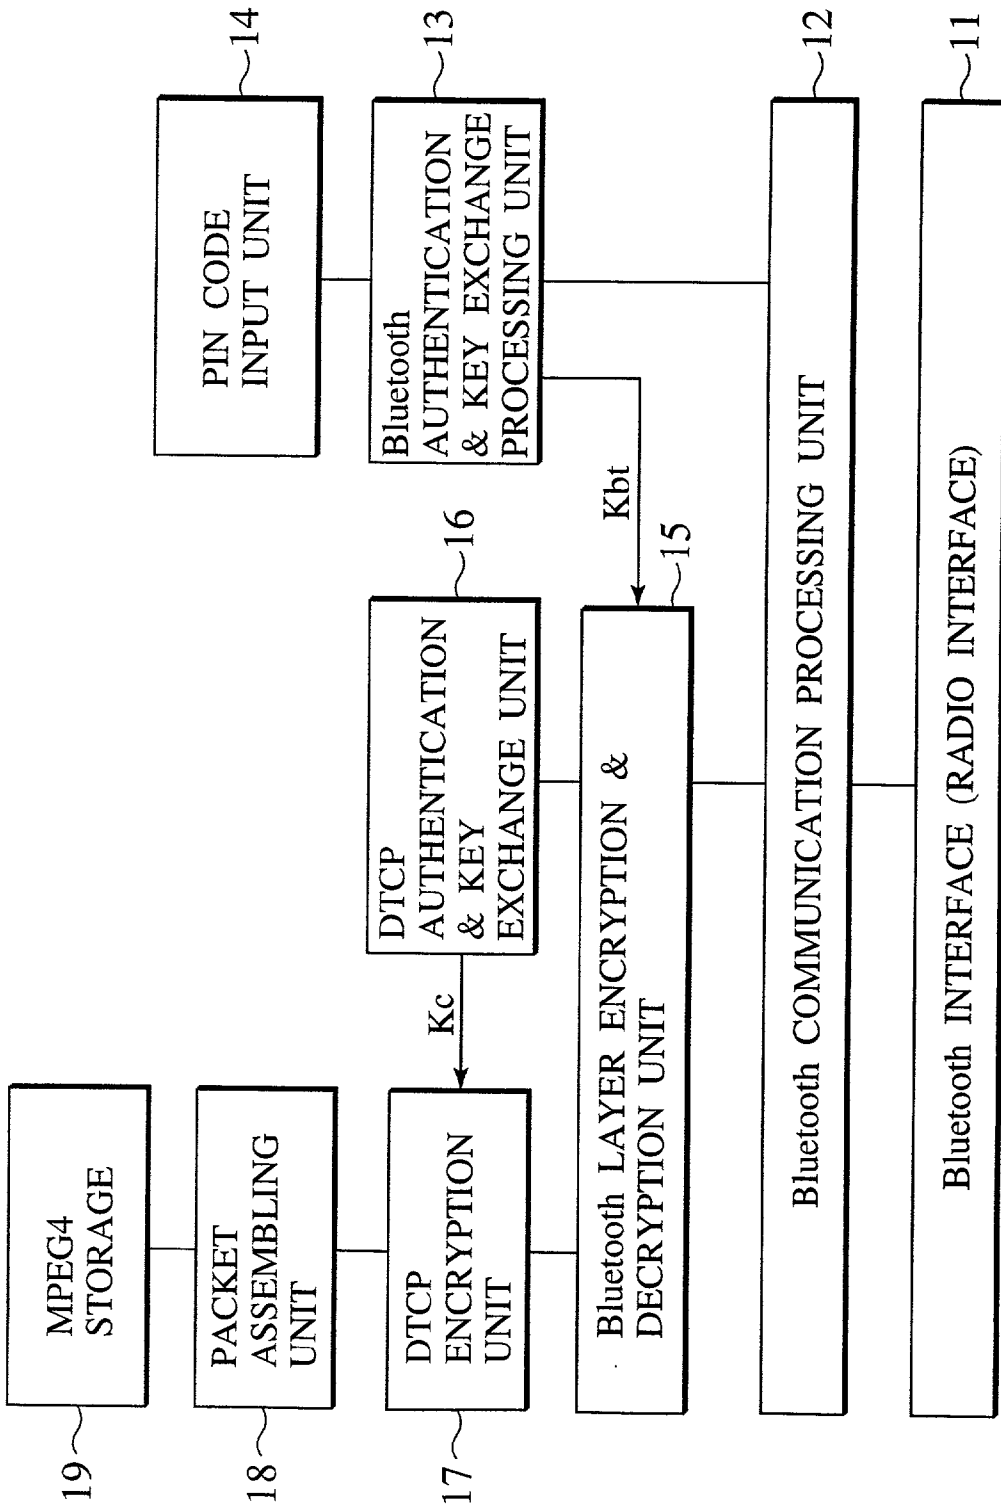 19
MPEG4
STORAGE
18
PACKET
ASSEMBLING
UNIT
PIN CODE
INPUT UNIT
14
17
DTCP
ENCRYPTION
UNIT
Kc
DTCP
AUTHENTICATION
& KEY
EXCHANGE UNIT
16
Bluetooth
AUTHENTICATION
& KEY EXCHANGE
PROCESSING UNIT
13
Kbt
Bluetooth LAYER ENCRYPTION &
DECRYPTION UNIT
15
Bluetooth COMMUNICATION PROCESSING UNIT
12
Bluetooth INTERFACE (RADIO INTERFACE)
11